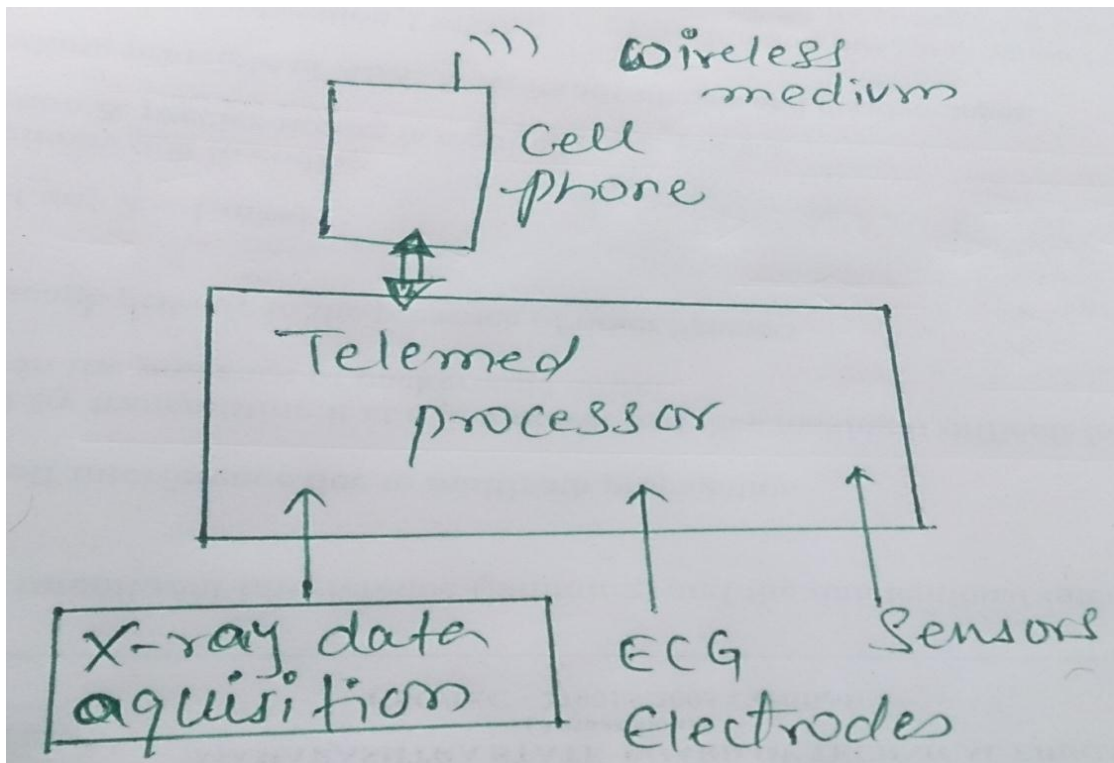 Wireless
medium
Cell
phone
Telemed
processor
X-ray data
aquisition
ECG
Electrodes
Sensors